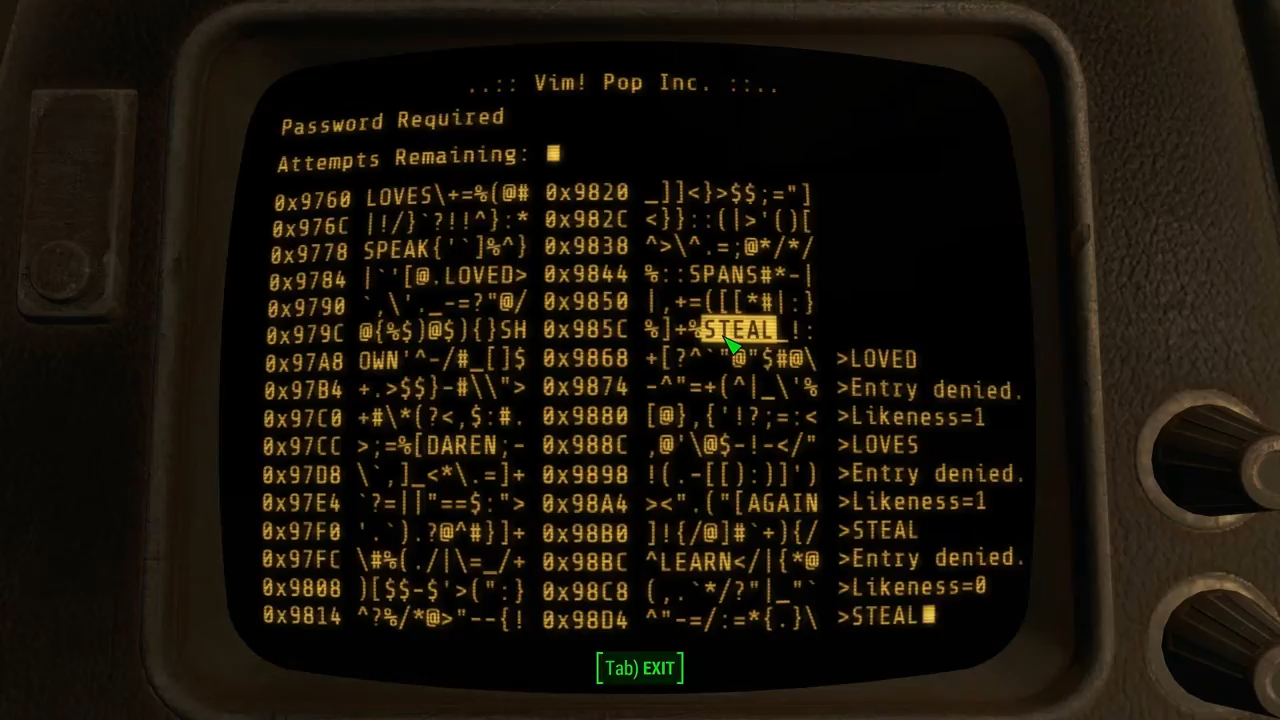 ..:: Vim! Pop Inc. ::..
Password Required
Attempts Remaining: ■
0x9760 LOVES\+=%(@# 0x9820 _]]<}>$$;="]
0x976C |!/}`?!!^}:* 0x982C <}}::(|>'()[
0x9778 SPEAK{'`]%^} 0x9838 ^>\^.=;@*/*/
0x9784 |`'[@.LOVED> 0x9844 %::SPANS#*-|
0x9790 `,\'._-=?"@/ 0x9850 |,+=([[*#|:}
0x979C @{%$)@$){}SH 0x985C %]+%STEAL_!:
0x97A8 OWN'^-/#_[]$ 0x9868 +[?^`"@"$#@\ >LOVED
0x97B4 +.>$$}-#\\"> 0x9874 -^"=+(^|_\'% >Entry denied.
0x97C0 +#\*(?<,$:#. 0x9880 [@},{'!?;=:< >Likeness=1
0x97CC >;=%[DAREN;- 0x988C ,@'\@$-!-</" >LOVES
0x97D8 \`,]_<*\.=]+ 0x9898 !(.-[[):)]') >Entry denied.
0x97E4 `?=||"==$:"> 0x98A4 ><".("[AGAIN >Likeness=1
0x97F0 '.`).?@^#}]+ 0x98B0 ]!{/@]#`+){/ >STEAL
0x97FC \#%(./|\=_/+ 0x98BC ^LEARN</|{*@ >Entry denied.
0x9808 )[$$-$'>(":} 0x98C8 (,.`*/?"|_"` >Likeness=0
0x9814 ^?%/*@>"--{! 0x98D4 ^"-=/:=*{.}\ >STEAL■
[Tab) EXIT]